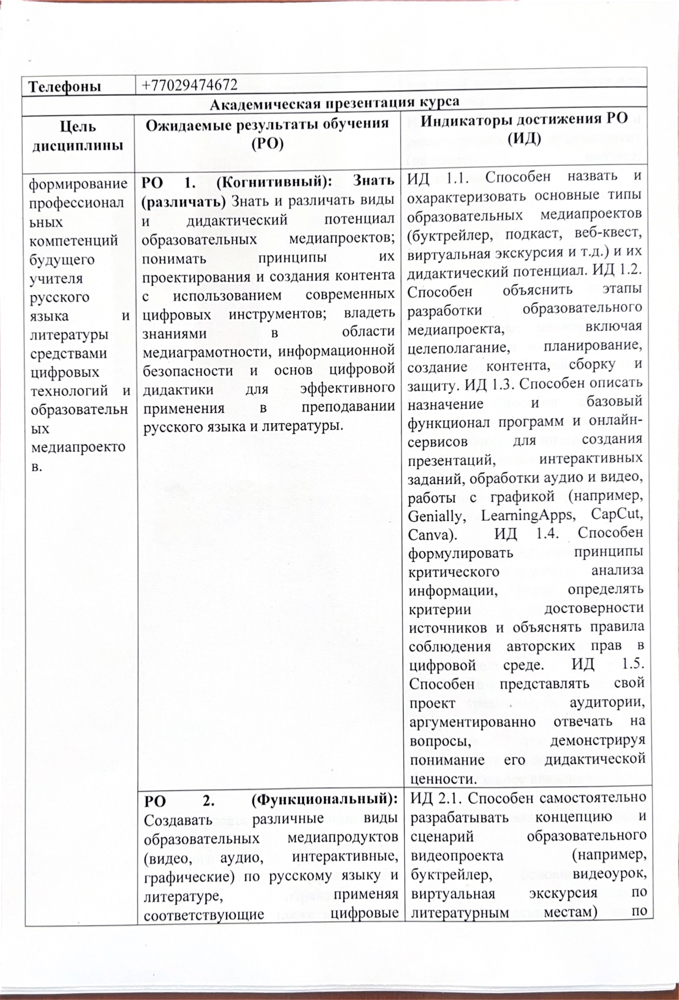 Телефоны
+77029474672
Академическая презентация курса
Цель
дисциплины
Ожидаемые результаты обучения
(РО)
Индикаторы достижения РО
(ИД)
формирование
профессионал
ьных
компетенций
будущего
учителя
русского
языка и
литературы
средствами
цифровых
технологий и
образовательн
ых
медиапроекто
в.
РО 1. (Когнитивный): Знать
(различать) Знать и различать виды
и дидактический потенциал
образовательных медиапроектов;
понимать принципы их
проектирования и создания контента
с использованием современных
цифровых инструментов; владеть
знаниями в области
медиаграмотности, информационной
безопасности и основ цифровой
дидактики для эффективного
применения в преподавании
русского языка и литературы.
ИД 1.1. Способен назвать и
охарактеризовать основные типы
образовательных медиапроектов
(буктрейлер, подкаст, веб-квест,
виртуальная экскурсия и т.д.) и их
дидактический потенциал. ИД 1.2.
Способен объяснить этапы
разработки образовательного
медиапроекта, включая
целеполагание, планирование,
создание контента, сборку и
защиту. ИД 1.3. Способен описать
назначение и базовый
функционал программ и онлайн-
сервисов для создания
презентаций, интерактивных
заданий, обработки аудио и видео,
работы с графикой (например,
Genially, LearningApps, CapCut,
Canva). ИД 1.4. Способен
формулировать принципы
критического анализа
информации, определять
критерии достоверности
источников и объяснять правила
соблюдения авторских прав в
цифровой среде. ИД 1.5.
Способен представлять свой
проект аудитории,
аргументированно отвечать на
вопросы, демонстрируя
понимание его дидактической
ценности.
РО 2. (Функциональный):
Создавать различные виды
образовательных медиапродуктов
(видео, аудио, интерактивные,
графические) по русскому языку и
литературе, применяя
соответствующие цифровые
ИД 2.1. Способен самостоятельно
разрабатывать концепцию и
сценарий образовательного
видеопроекта (например,
буктрейлер, видеоурок,
виртуальная экскурсия по
литературным местам) по